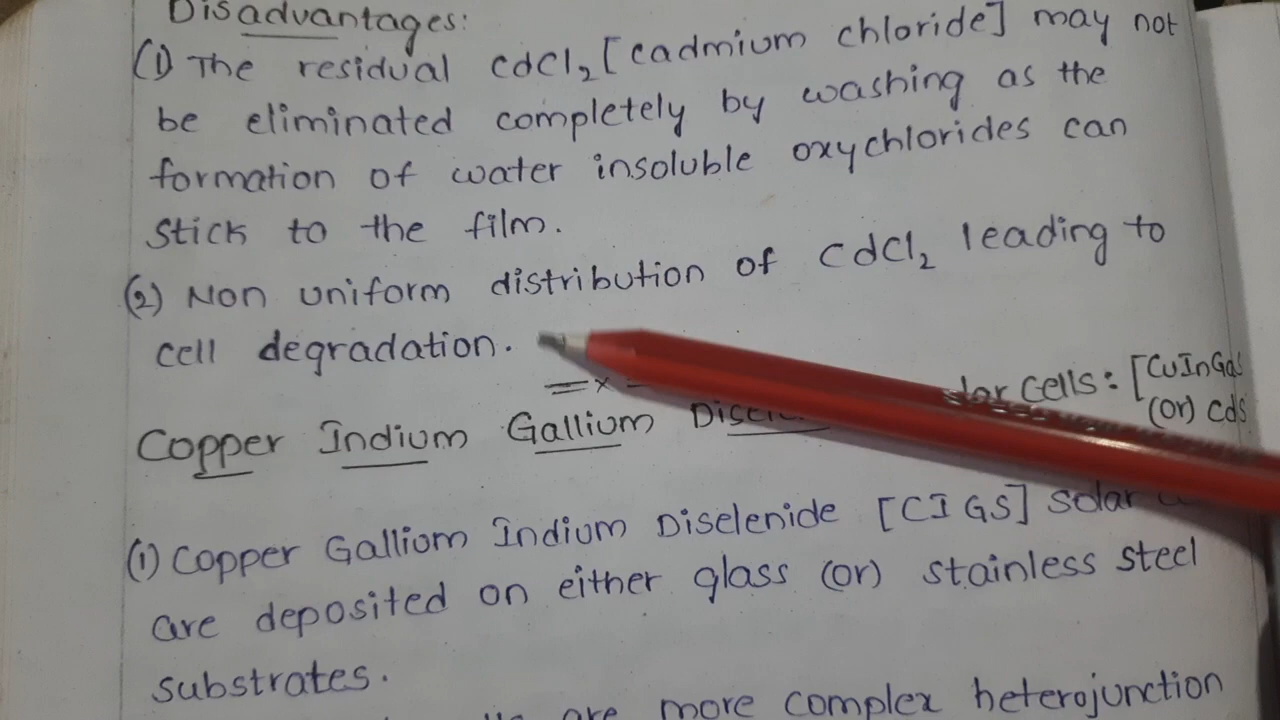 Disadvantages:
(1) The residual CdCl₂ [cadmium chloride] may not
be eliminated completely by washing as the
formation of water insoluble oxychlorides can
stick to the film.
(2) Non uniform distribution of CdCl₂ leading to
cell degradation.
=x
Copper Indium Gallium cells: [CuInGdS
(or) cds
(1) Copper Gallium Indium Diselenide [CIGS] solar
are deposited on either glass (or) stainless steel
substrates.
are more complex heterojunction